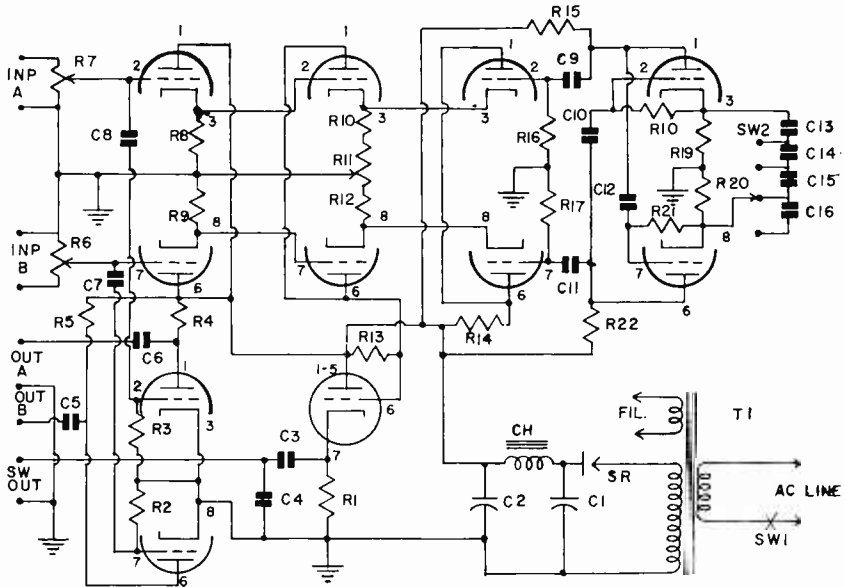 1 1 1 R15 1
INP A R7 2 2 2 C9 2
3 3 3 3
C8 R8 R10 R16 C10 R10 SW2 C13
R11 R19 C14
R9 R12 R17 C12 R21 R20 C15
INP B R6 8 8 8 8 C16
C7 7 7 7 C11 7
6 6 6 6
R5 R4 R14 R22
C6 R13
OUT A 1 1-5
OUT B C5 2 6 FIL. T1
R3 3 CH
SW OUT C3 7 SR AC LINE
R2 C4 R1 C2 C1
8 SW1
7
6